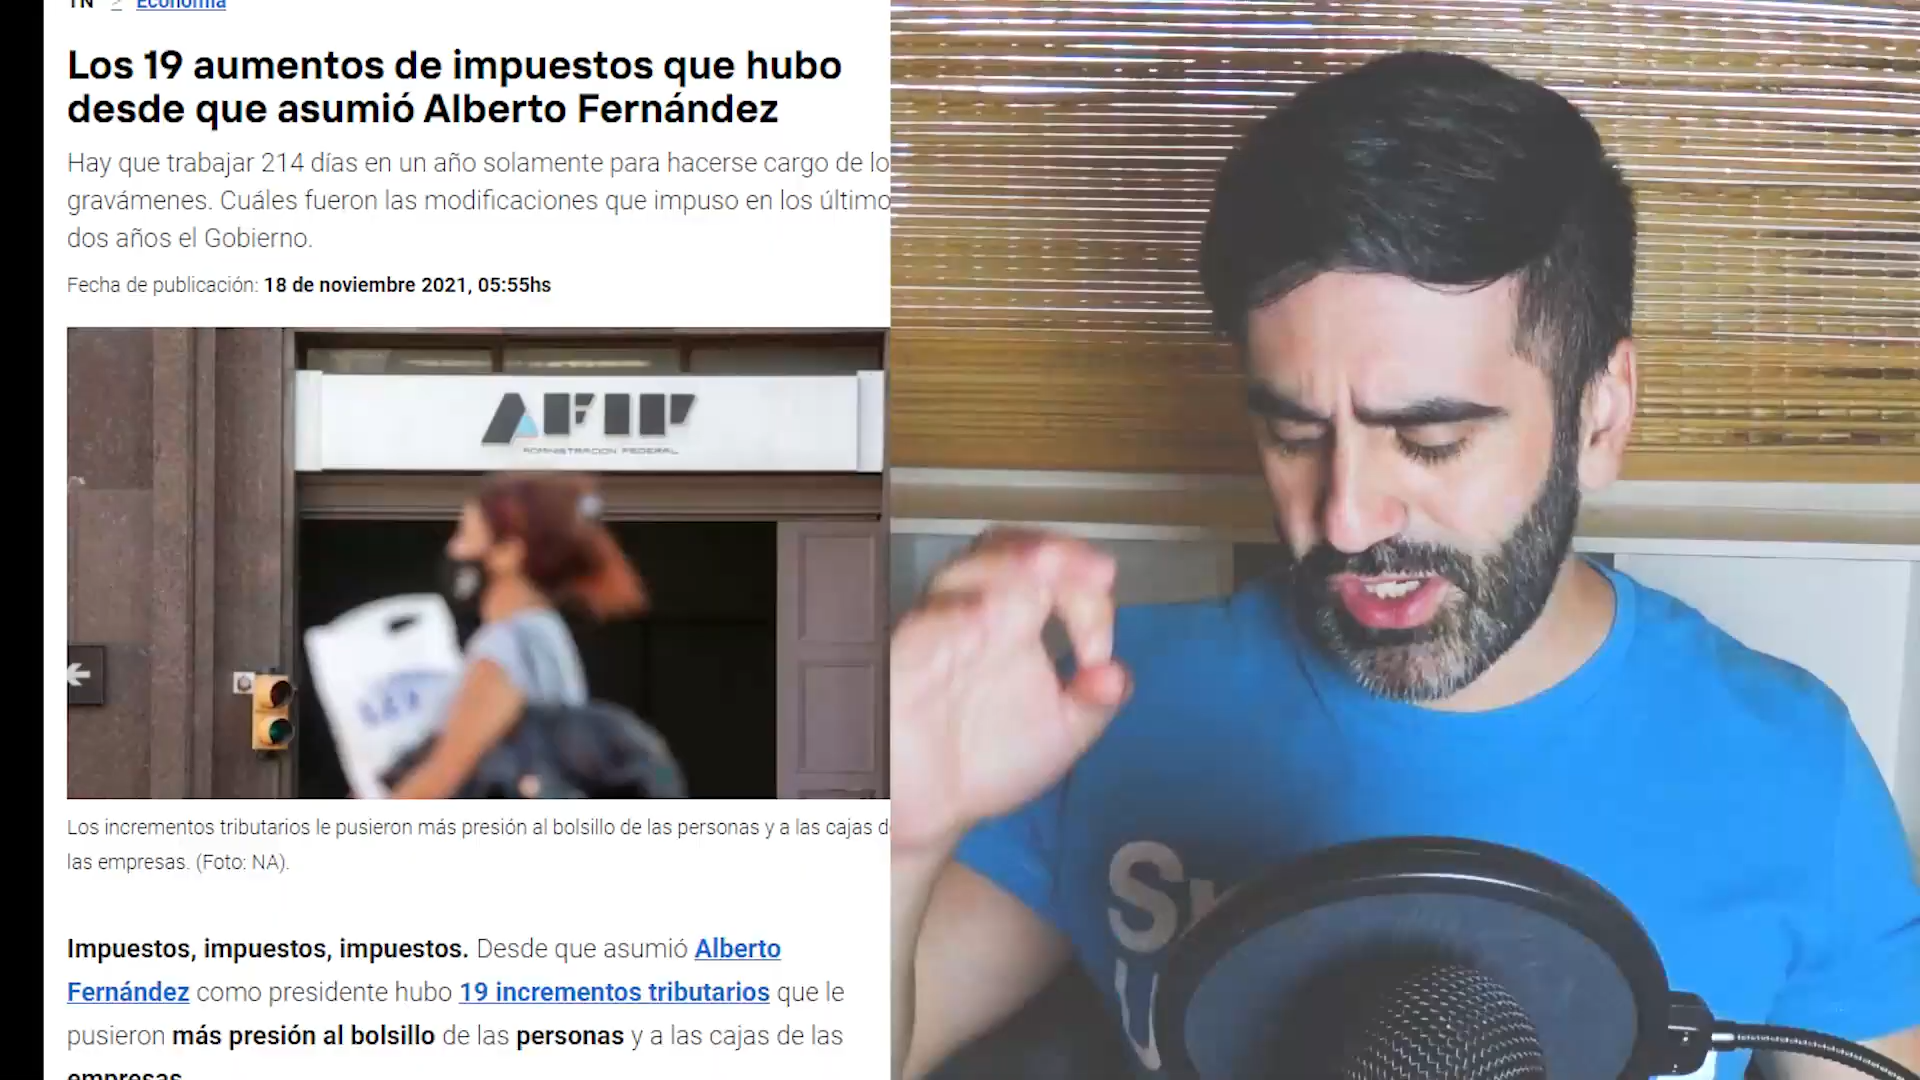 TN > Economía
Los 19 aumentos de impuestos que hubo
desde que asumió Alberto Fernández
Hay que trabajar 214 días en un año solamente para hacerse cargo de lo
gravámenes. Cuáles fueron las modificaciones que impuso en los último
dos años el Gobierno.
Fecha de publicación: 18 de noviembre 2021, 05:55hs
AFIP
ADMINISTRACION FEDERAL
Los incrementos tributarios le pusieron más presión al bolsillo de las personas y a las cajas d
las empresas. (Foto: NA).
Impuestos, impuestos, impuestos. Desde que asumió Alberto
Fernández como presidente hubo 19 incrementos tributarios que le
pusieron más presión al bolsillo de las personas y a las cajas de las
empresas